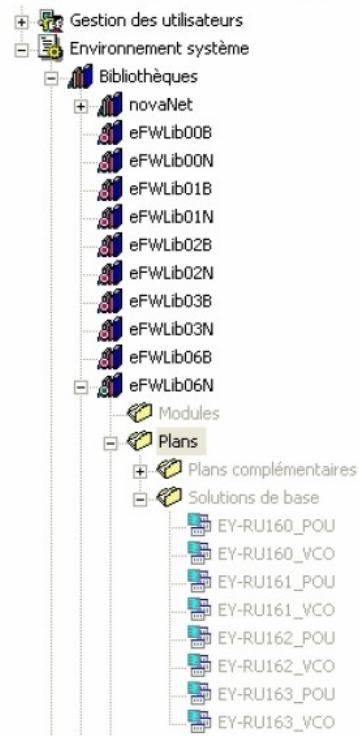 Gestion des utilisateurs
Environnement système
Bibliothèques
novaNet
eFWLib00B
eFWLib00N
eFWLib01B
eFWLib01N
eFWLib02B
eFWLib02N
eFWLib03B
eFWLib03N
eFWLib06B
eFWLib06N
Modules
Plans
Plans complémentaires
Solutions de base
EY-RU160_POU
EY-RU160_VCO
EY-RU161_POU
EY-RU161_VCO
EY-RU162_POU
EY-RU162_VCO
EY-RU163_POU
EY-RU163_VCO